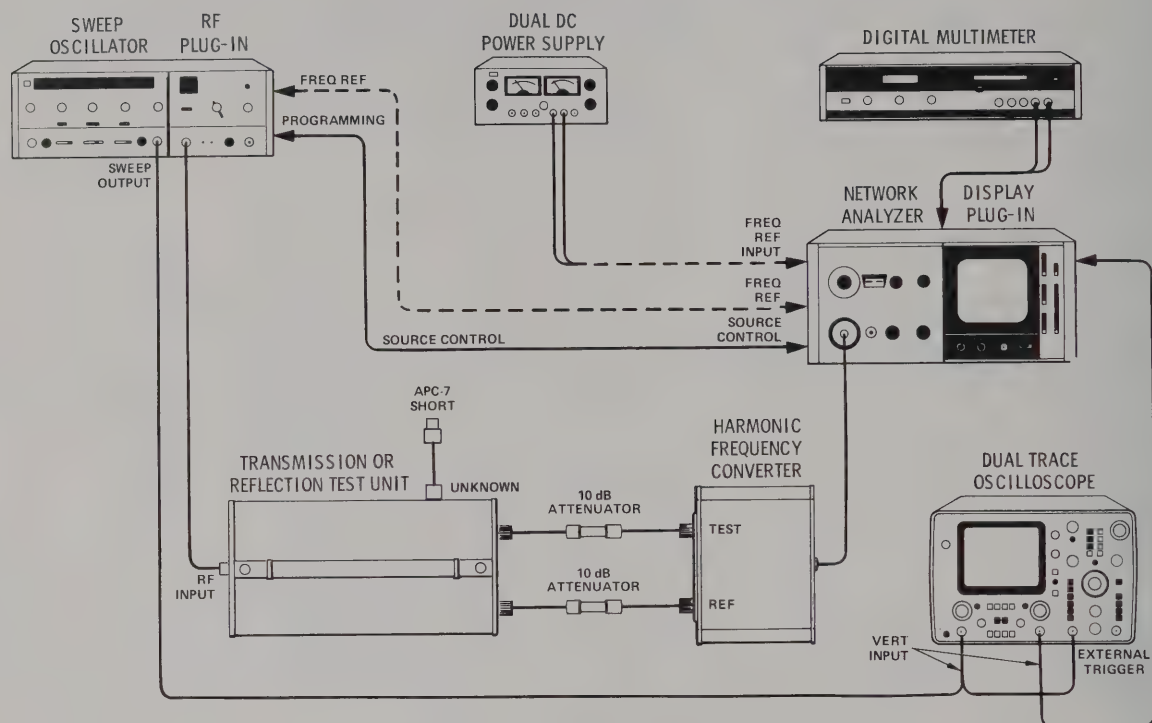 SWEEP
OSCILLATOR
RF
PLUG-IN
DUAL DC
POWER SUPPLY
DIGITAL MULTIMETER
FREQ REF
PROGRAMMING
SWEEP
OUTPUT
NETWORK
ANALYZER
DISPLAY
PLUG-IN
FREQ
REF
INPUT
FREQ
REF
SOURCE
CONTROL
SOURCE CONTROL
APC-7
SHORT
TRANSMISSION OR
REFLECTION TEST UNIT
UNKNOWN
10 dB
ATTENUATOR
HARMONIC
FREQUENCY
CONVERTER
TEST
DUAL TRACE
OSCILLOSCOPE
RF
INPUT
10 dB
ATTENUATOR
REF
VERT
INPUT
EXTERNAL
TRIGGER